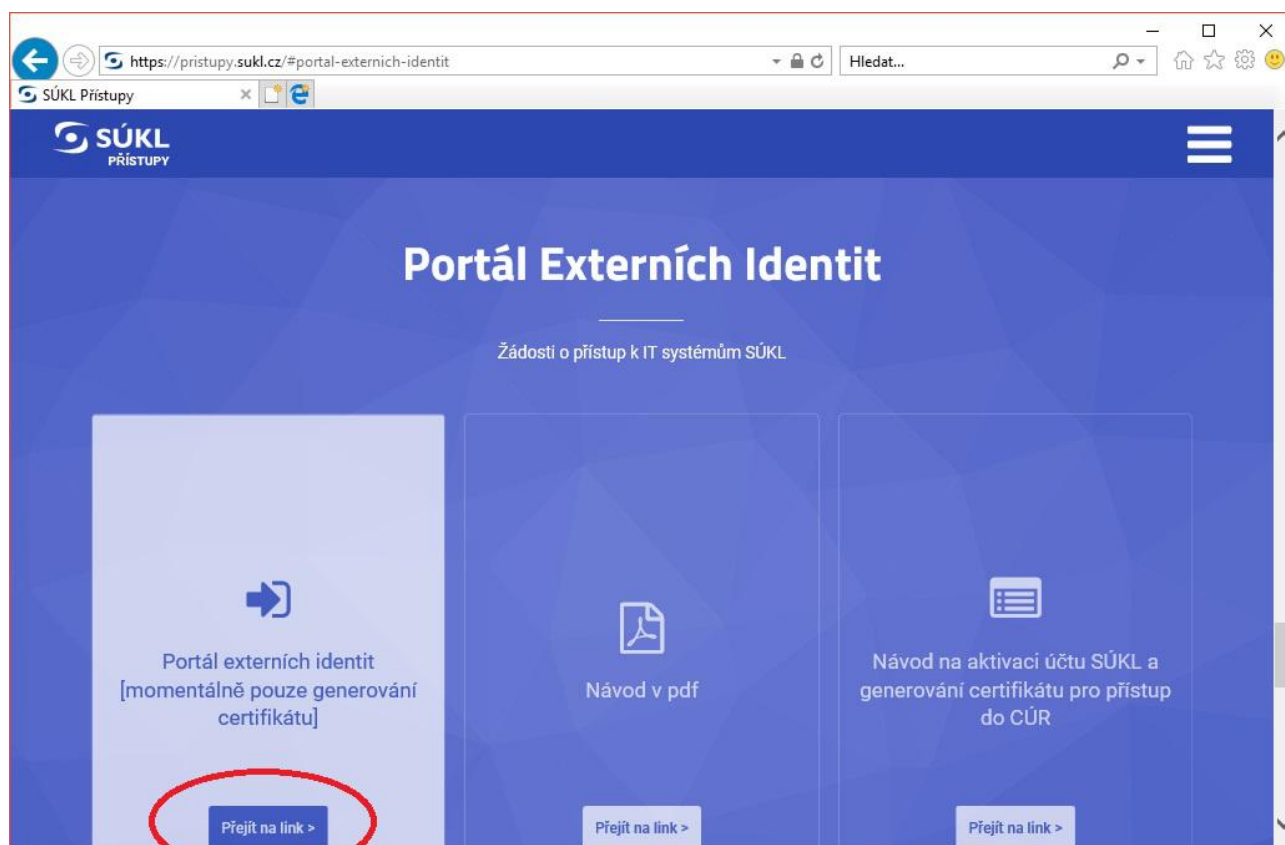 https://pristupy.sukl.cz/#portal-externich-identit
Hledat...
SÚKL Přístupy
SÚKL
PŘÍSTUPY
Portál Externích Identit
Žádosti o přístup k IT systémům SÚKL
Portál externích identit
[momentálně pouze generování
certifikátu]
Přejít na link >
Návod v pdf
Přejít na link >
Návod na aktivaci účtu SÚKL a
generování certifikátu pro přístup
do CÚR
Přejít na link >